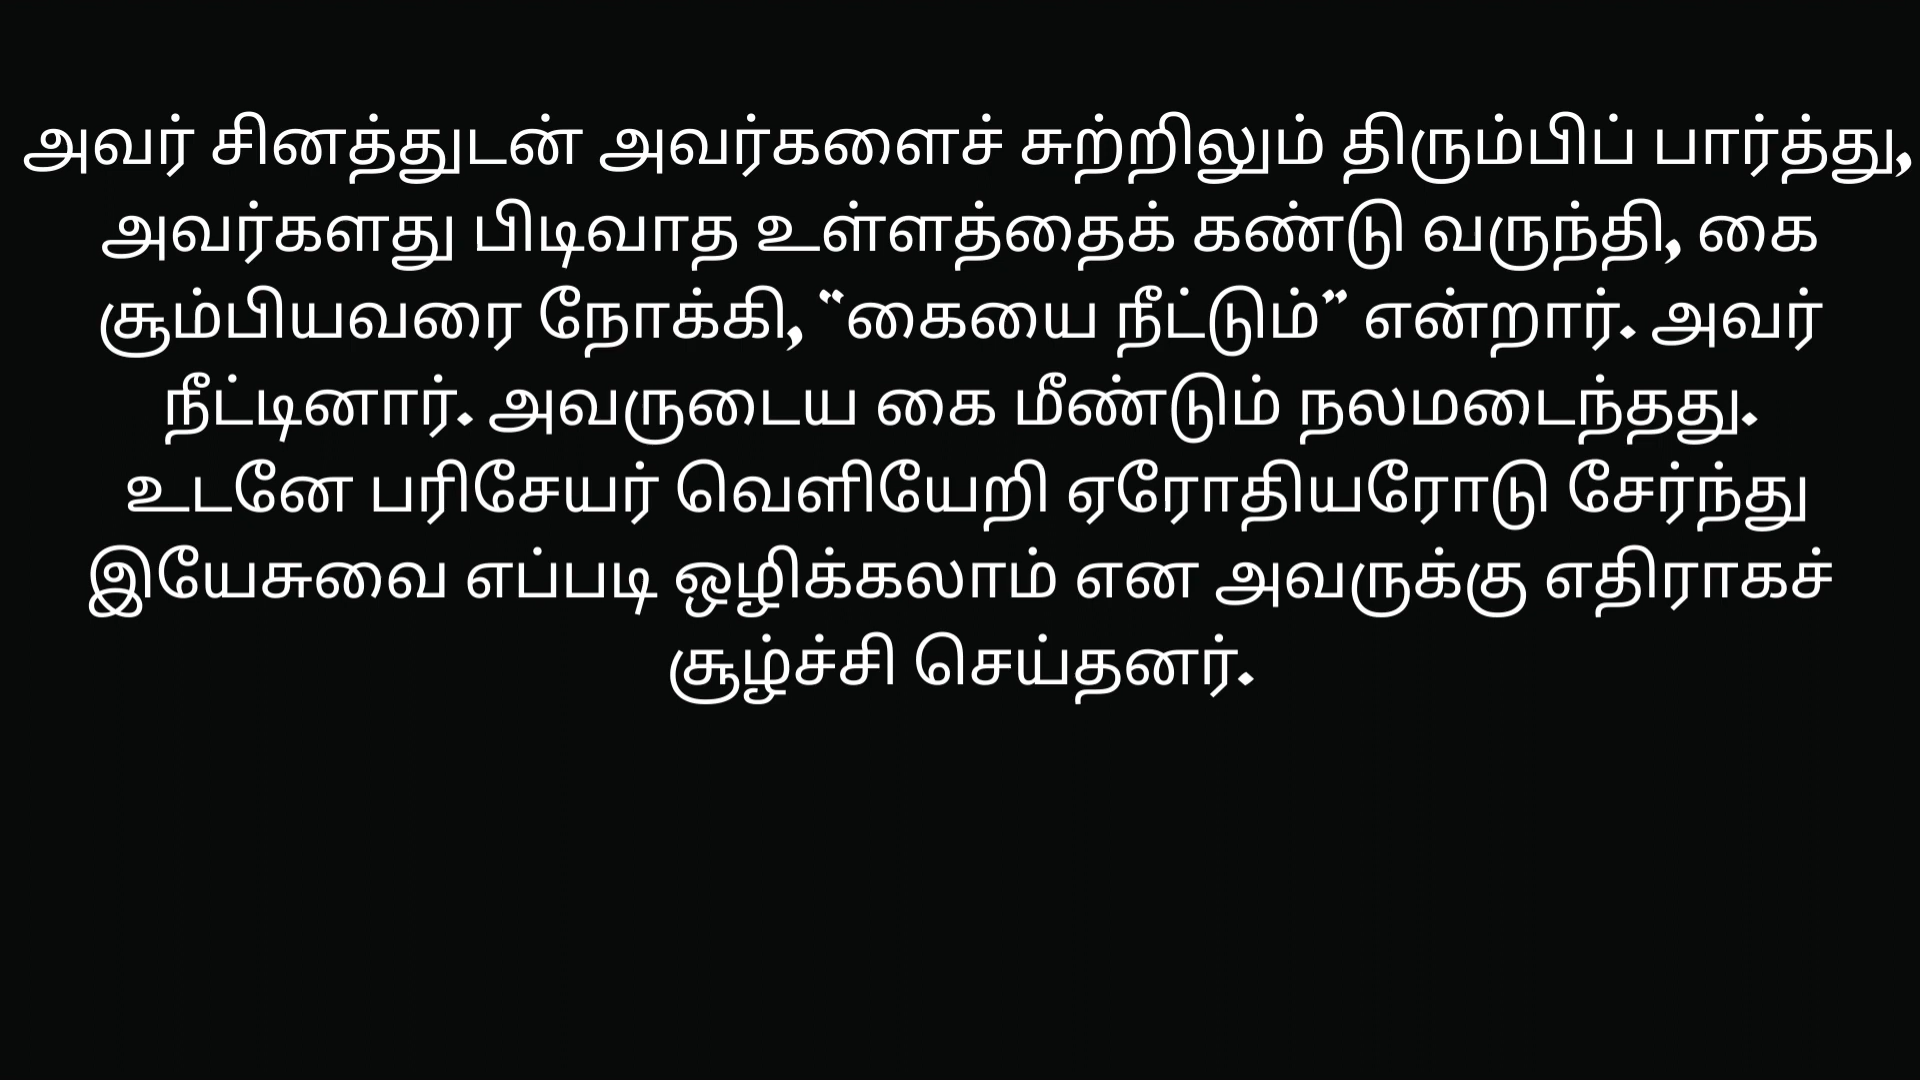 அவர் சினத்துடன் அவர்களைச் சுற்றிலும் திரும்பிப் பார்த்து,
அவர்களது பிடிவாத உள்ளத்தைக் கண்டு வருந்தி, கை
சூம்பியவரை நோக்கி, “கையை நீட்டும்” என்றார். அவர்
நீட்டினார். அவருடைய கை மீண்டும் நலமடைந்தது.
உடனே பரிசேயர் வெளியேறி ஏரோதியரோடு சேர்ந்து
இயேசுவை எப்படி ஒழிக்கலாம் என அவருக்கு எதிராகச்
சூழ்ச்சி செய்தனர்.